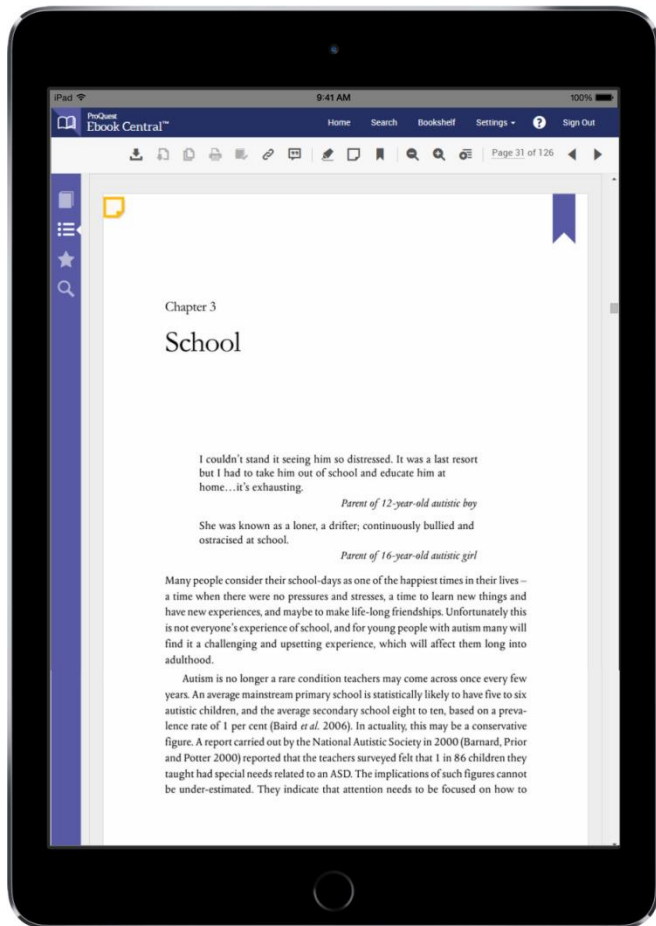 iPad
9:41 AM
100%
ProQuest
Ebook Central™
Home
Search
Bookshelf
Settings
?
Sign Out
Page 31 of 126
Chapter 3
School
I couldn't stand it seeing him so distressed. It was a last resort
but I had to take him out of school and educate him at
home…it's exhausting.
Parent of 12-year-old autistic boy
She was known as a loner, a drifter; continuously bullied and
ostracised at school.
Parent of 16-year-old autistic girl
Many people consider their school-days as one of the happiest times in their lives –
a time when there were no pressures and stresses, a time to learn new things and
have new experiences, and maybe to make life-long friendships. Unfortunately this
is not everyone's experience of school, and for young people with autism many will
find it a challenging and upsetting experience, which will affect them long into
adulthood.
Autism is no longer a rare condition teachers may come across once every few
years. An average mainstream primary school is statistically likely to have five to six
autistic children, and the average secondary school eight to ten, based on a preva-
lence rate of 1 per cent (Baird et al. 2006). In actuality, this may be a conservative
figure. A report carried out by the National Autistic Society in 2000 (Barnard, Prior
and Potter 2000) reported that the teachers surveyed felt that 1 in 86 children they
taught had special needs related to an ASD. The implications of such figures cannot
be under-estimated. They indicate that attention needs to be focused on how to